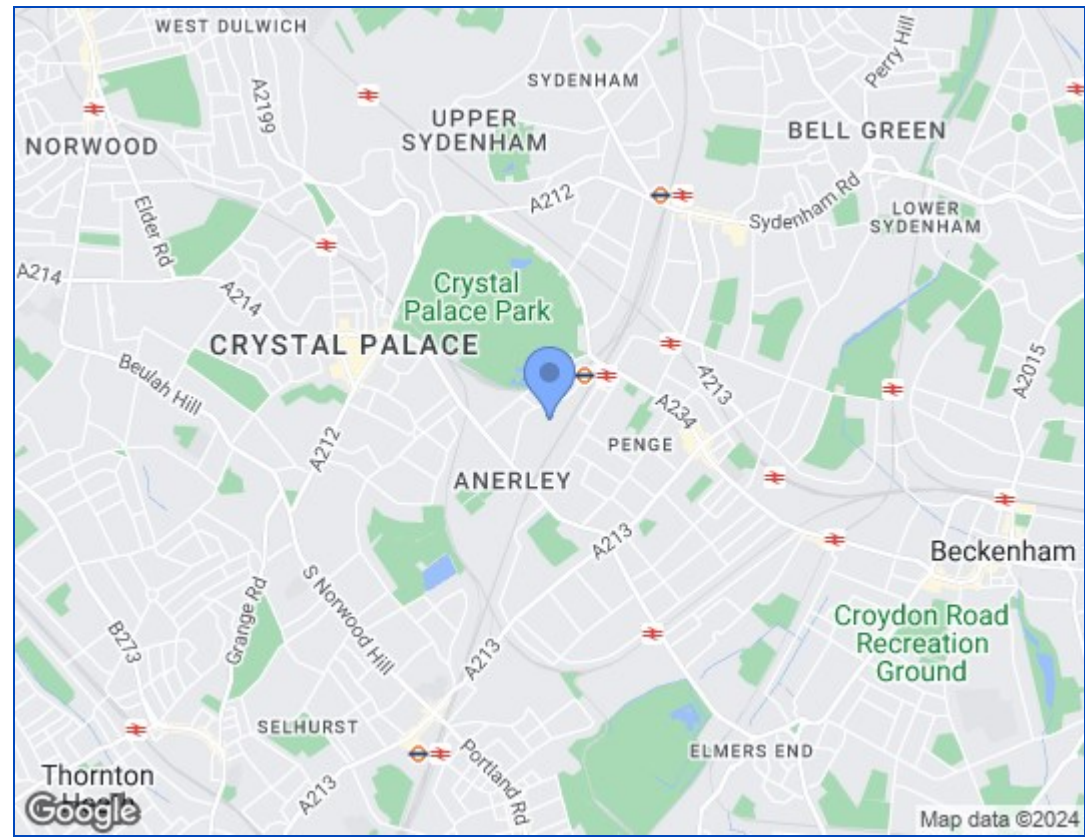 WEST DULWICH
SYDENHAM
Perry Hill
A2199
UPPER
SYDENHAM
BELL GREEN
NORWOOD
A212
Sydenham Rd
Elder Rd
LOWER
SYDENHAM
A214
A214
Crystal
Palace Park
CRYSTAL PALACE
Beulah Hill
A213
A2015
A234
A212
PENGE
ANERLEY
A213
Beckenham
S Norwood Hill
Grange Rd
B273
A213
Croydon Road
Recreation
Ground
SELHURST
Portland Rd
ELMERS END
Thornton
Heath
A213
Google
Map data ©2024